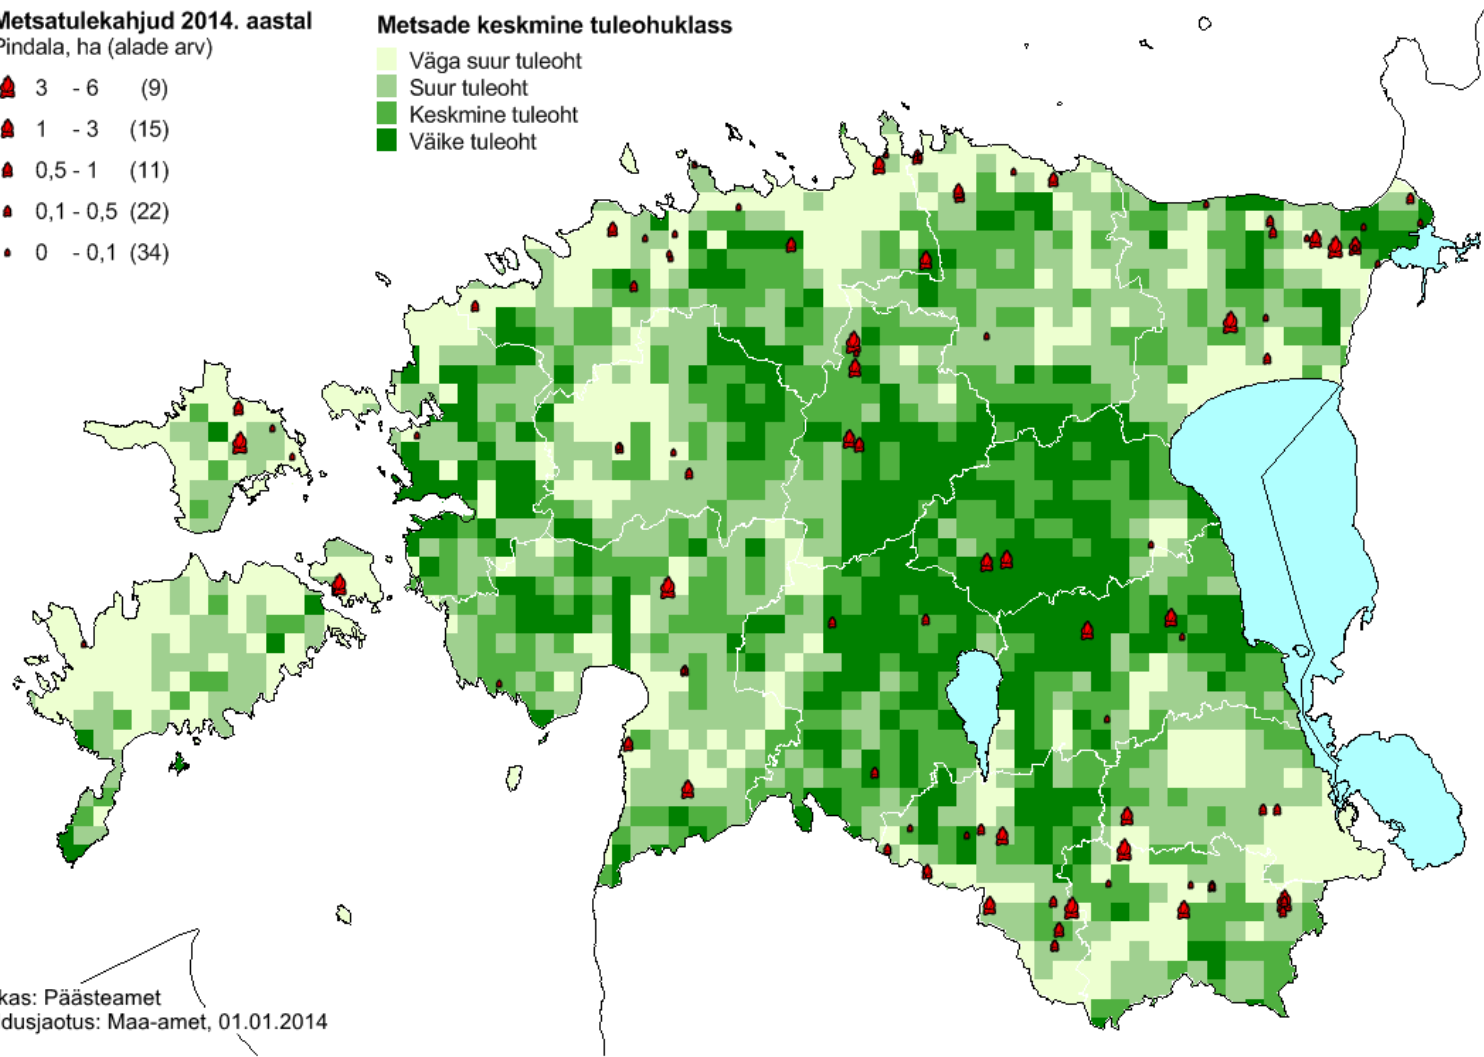 Metsatulekahjud 2014. aastal
Pindala, ha (alade arv)
3 - 6 (9)
1 - 3 (15)
0,5 - 1 (11)
0,1 - 0,5 (22)
0 - 0,1 (34)
Metsade keskmine tuleohuklass
Väga suur tuleoht
Suur tuleoht
Keskmine tuleoht
Väike tuleoht
Päästeamet
Maa-amet, 01.01.2014